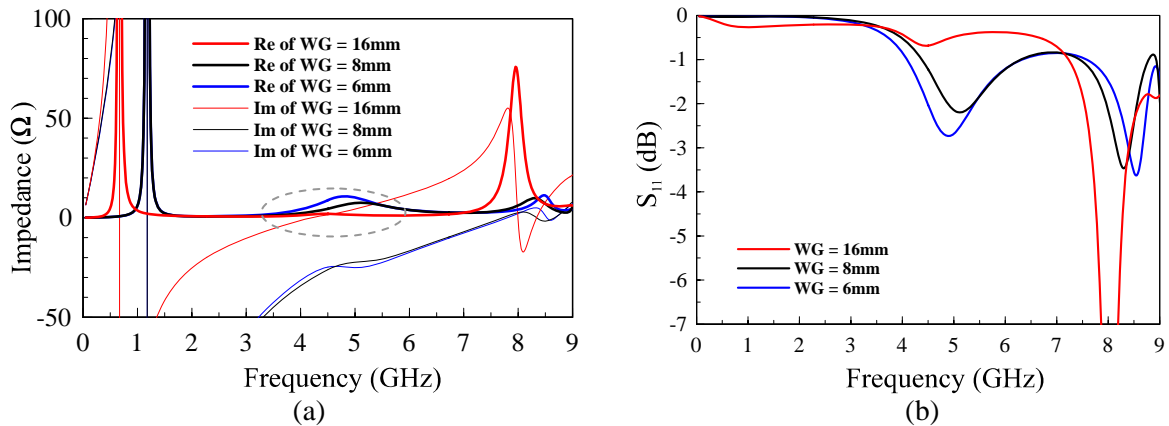 100
50
0
-50
Impedance (Ω)
Re of WG = 16mm
Re of WG = 8mm
Re of WG = 6mm
Im of WG = 16mm
Im of WG = 8mm
Im of WG = 6mm
0 1 2 3 4 5 6 7 8 9
Frequency (GHz)
(a)
0
-1
-2
-3
-4
-5
-6
-7
S11 (dB)
WG = 16mm
WG = 8mm
WG = 6mm
0 1 2 3 4 5 6 7 8 9
Frequency (GHz)
(b)